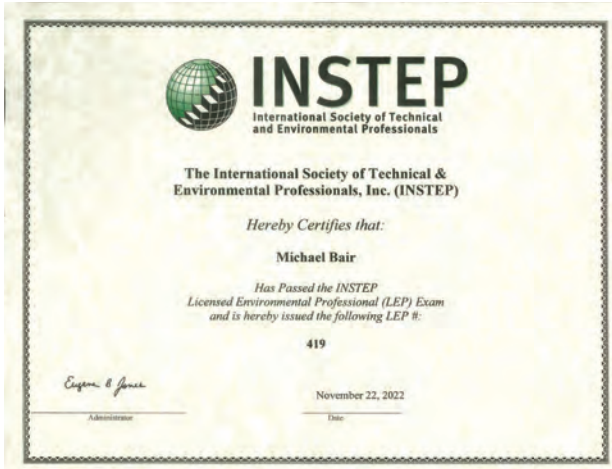 INSTEP
International Society of Technical
and Environmental Professionals
The International Society of Technical &
Environmental Professionals, Inc. (INSTEP)
Hereby Certifies that:
Michael Bair
Has Passed the INSTEP
Licensed Environmental Professional (LEP) Exam
and is hereby issued the following LEP #:
419
Eugene B Jones
November 22, 2022
Administrator
Date